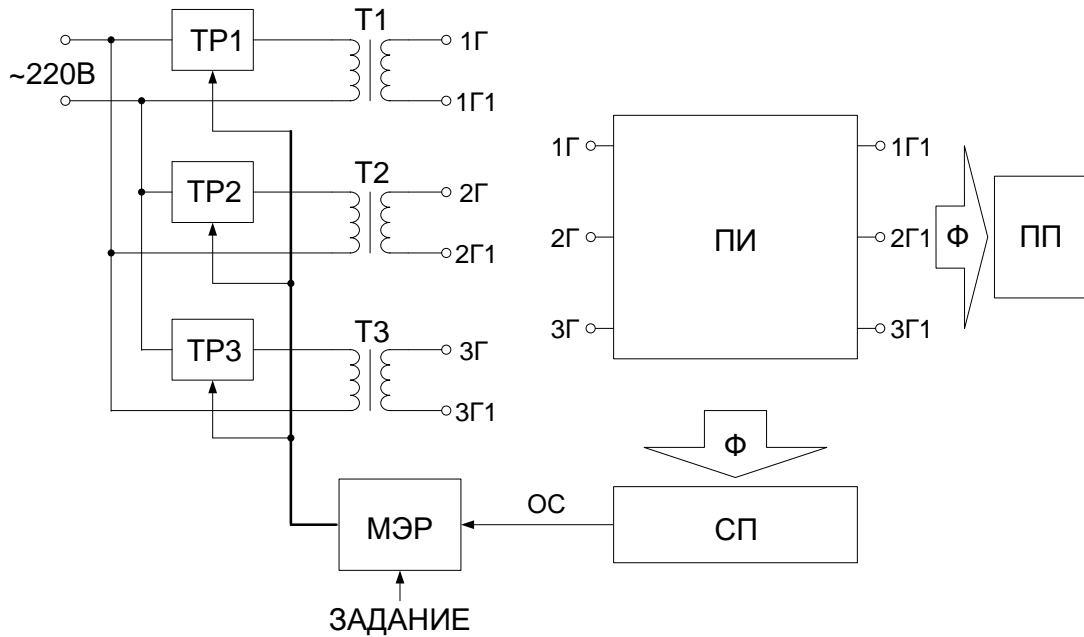 Т1
ТР1
1Г
~220В
1Г1
Т2
ТР2
2Г
2Г1
Т3
ТР3
3Г
3Г1
1Г
1Г1
2Г
ПИ
2Г1
Ф
ПП
3Г
3Г1
Ф
МЭР
ОС
СП
ЗАДАНИЕ